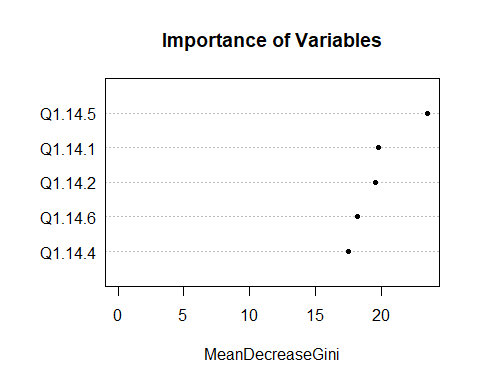 Importance of Variables
Q1.14.5
Q1.14.1
Q1.14.2
Q1.14.6
Q1.14.4
0 5 10 15 20
MeanDecreaseGini